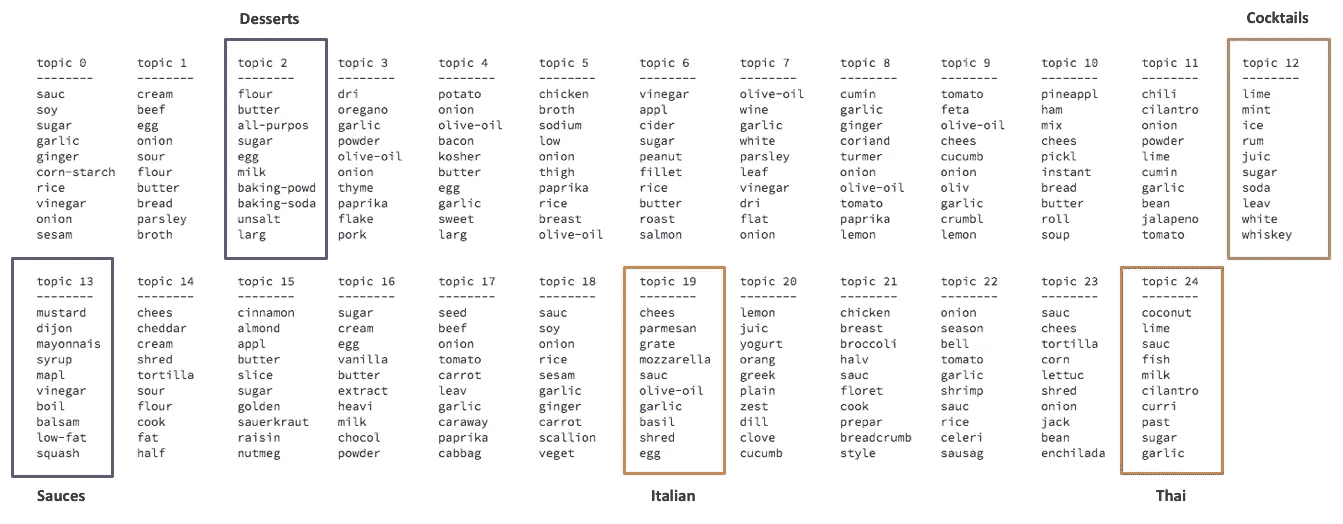 Desserts Cocktails
topic 0 topic 1 topic 2 topic 3 topic 4 topic 5 topic 6 topic 7 topic 8 topic 9 topic 10 topic 11 topic 12
-------- -------- -------- -------- -------- -------- -------- -------- -------- -------- -------- -------- --------
sauc cream flour dri potato chicken vinegar olive-oil cumin tomato pineappl chili lime
soy beef butter oregano onion broth appl wine garlic feta ham cilantro mint
sugar egg all-purpos garlic olive-oil sodium cider garlic ginger olive-oil mix onion ice
garlic onion sugar powder bacon low sugar white coriand chees chees powder rum
ginger sour egg olive-oil kosher onion peanut parsley turmer cucumb pickl lime juic
corn-starch flour milk onion butter thigh fillet leaf onion onion instant cumin sugar
rice butter baking-powd thyme egg paprika rice vinegar olive-oil oliv bread garlic soda
vinegar bread baking-soda paprika garlic rice butter dri tomato garlic butter bean leav
onion parsley unsalt flake sweet breast roast flat paprika crumbl roll jalapeno white
sesam broth larg pork larg olive-oil salmon onion lemon lemon soup tomato whiskey
topic 13 topic 14 topic 15 topic 16 topic 17 topic 18 topic 19 topic 20 topic 21 topic 22 topic 23 topic 24
-------- -------- -------- -------- -------- -------- -------- -------- -------- -------- -------- --------
mustard chees cinnamon sugar seed sauc chees lemon chicken onion sauc coconut
dijon cheddar almond cream beef soy parmesan juic breast season chees lime
mayonnais cream appl egg onion onion grate yogurt broccoli bell tortilla sauc
syrup shred butter vanilla tomato rice mozzarella orang halv tomato corn fish
mapl tortilla slice butter carrot sesam sauc greek sauc garlic lettuc milk
vinegar sour sugar extract leav garlic olive-oil plain floret shrimp shred cilantro
boil flour golden heavi garlic ginger garlic zest cook sauc onion curri
balsam cook sauerkraut milk caraway carrot basil dill prepar rice jack past
low-fat fat raisin chocol paprika scallion shred clove breadcrumb celeri bean sugar
squash half nutmeg powder cabbag veget egg cucumb style sausag enchilada garlic
Sauces Italian Thai